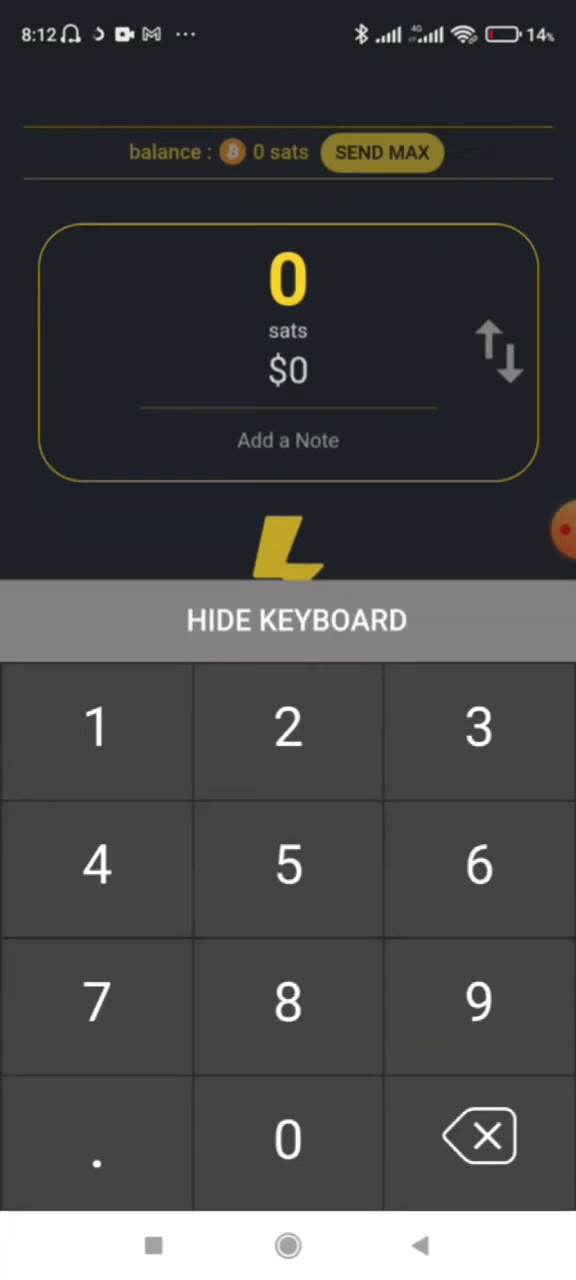 8:12 ... 4G 14%
balance : 0 sats SEND MAX
0
sats
$0
Add a Note
HIDE KEYBOARD
1 2 3
4 5 6
7 8 9
. 0